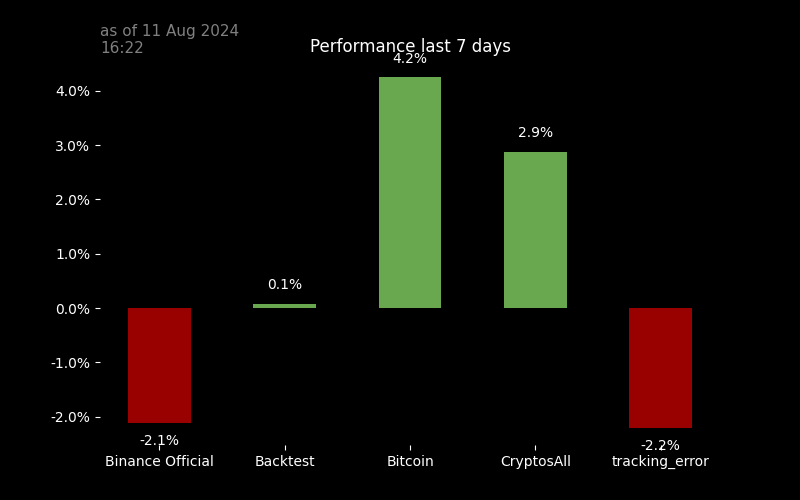 as of 11 Aug 2024
16:22
Performance last 7 days
4.2%
4.0%
3.0%
2.9%
2.0%
1.0%
0.1%
0.0%
-1.0%
-2.0%
-2.1%
-2.2%
Binance Official
Backtest
Bitcoin
CryptosAll
tracking_error